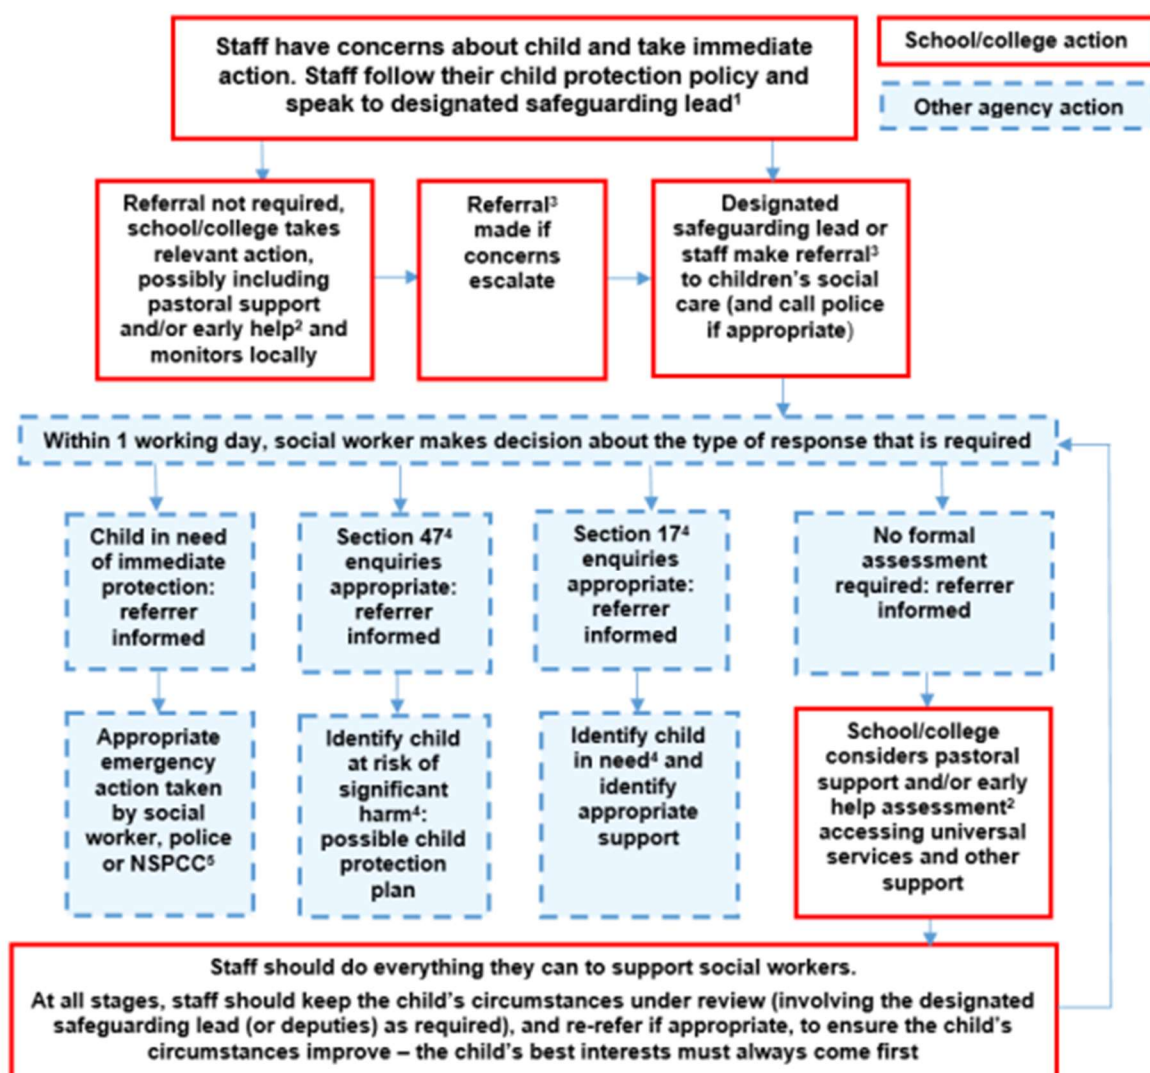 Staff have concerns about child and take immediate
action. Staff follow their child protection policy and
speak to designated safeguarding lead¹
School/college action
Other agency action
Referral not required,
school/college takes
relevant action,
possibly including
pastoral support
and/or early help² and
monitors locally
Referral³
made if
concerns
escalate
Designated
safeguarding lead or
staff make referral³
to children’s social
care (and call police
if appropriate)
Within 1 working day, social worker makes decision about the type of response that is required
Child in need
of immediate
protection:
referrer
informed
Section 47⁴
enquiries
appropriate:
referrer
informed
Section 17⁴
enquiries
appropriate:
referrer
informed
No formal
assessment
required: referrer
informed
Appropriate
emergency
action taken
by social
worker, police
or NSPCC⁵
Identify child
at risk of
significant
harm⁴:
possible child
protection
plan
Identify child
in need⁴ and
identify
appropriate
support
School/college
considers pastoral
support and/or early
help assessment²
accessing universal
services and other
support
Staff should do everything they can to support social workers.
At all stages, staff should keep the child’s circumstances under review (involving the designated
safeguarding lead (or deputies) as required), and re-refer if appropriate, to ensure the child’s
circumstances improve – the child’s best interests must always come first